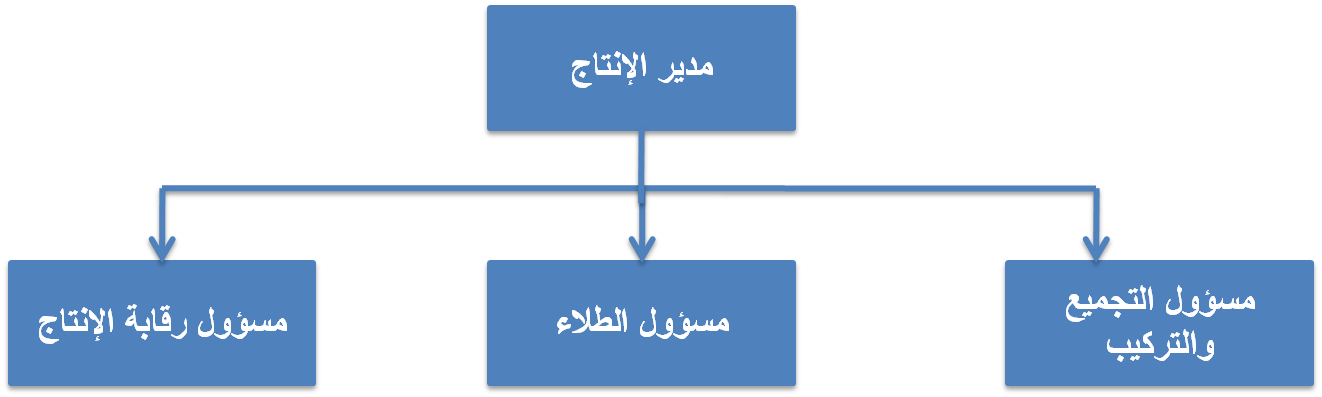 مدير الإنتاج
مسؤول التجميع
والتركيب
مسؤول الطلاء
مسؤول رقابة الإنتاج